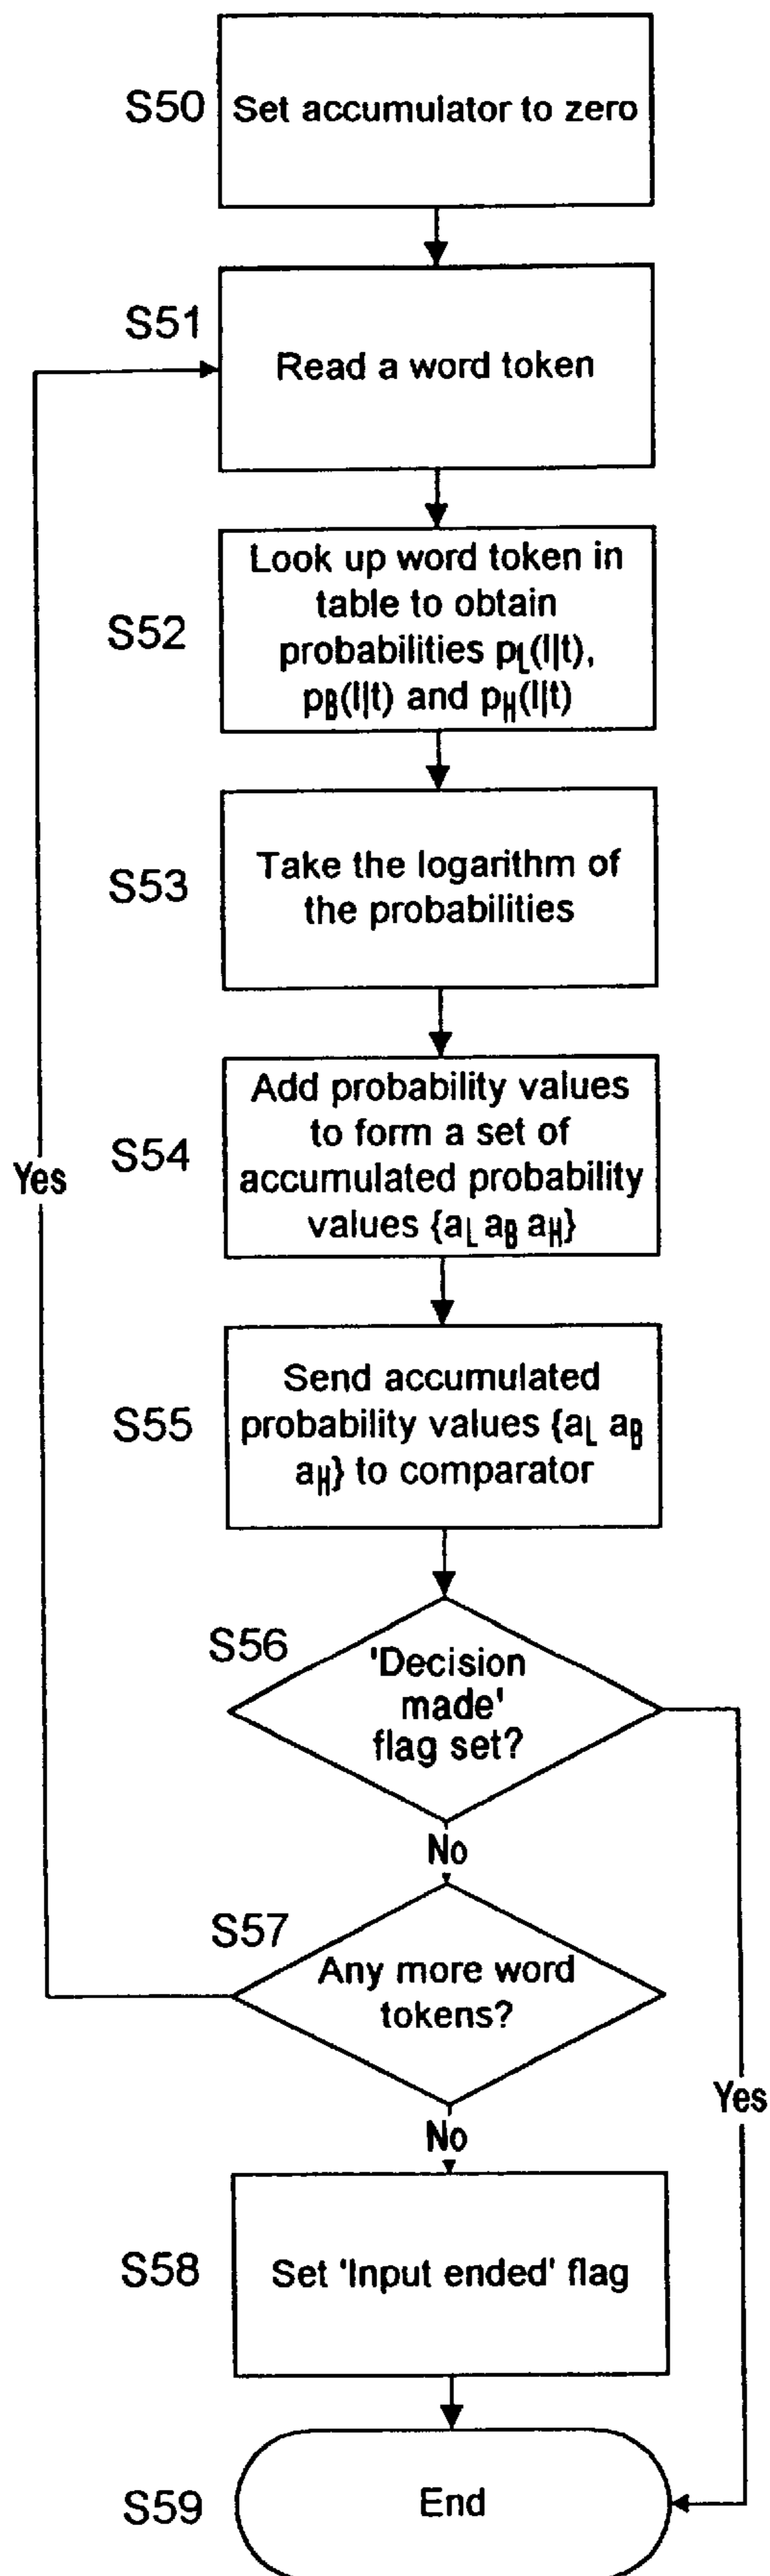 S50
Set accumulator to zero
S51
Read a word token
S52
Look up word token in
table to obtain
probabilities pL(l|t),
pB(l|t) and pH(l|t)
S53
Take the logarithm of
the probabilities
S54
Add probability values
to form a set of
accumulated probability
values {aL aB aH}
Yes
S55
Send accumulated
probability values {aL aB
aH} to comparator
S56
'Decision
made'
flag set?
No
S57
Any more word
tokens?
Yes
No
S58
Set 'Input ended' flag
S59
End